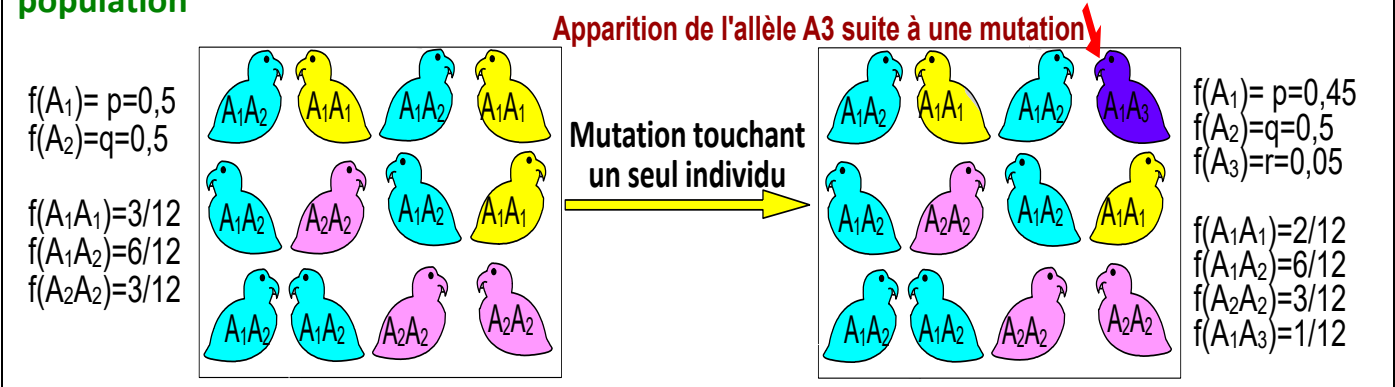 population
Apparition de l'allèle A3 suite à une mutation
f(A₁)= p=0,5
f(A₂)=q=0,5
f(A₁A₁)=3/12
f(A₁A₂)=6/12
f(A₂A₂)=3/12
A₁A₂ A₁A₁ A₁A₂ A₁A₁
A₁A₂ A₂A₂ A₁A₂ A₁A₁
A₁A₂ A₁A₂ A₂A₂ A₂A₂
Mutation touchant
un seul individu
A₁A₂ A₁A₁ A₁A₂ A₁A₃
A₁A₂ A₂A₂ A₁A₂ A₁A₁
A₁A₂ A₁A₂ A₂A₂ A₂A₂
f(A₁)= p=0,45
f(A₂)=q=0,5
f(A₃)=r=0,05
f(A₁A₁)=2/12
f(A₁A₂)=6/12
f(A₂A₂)=3/12
f(A₁A₃)=1/12